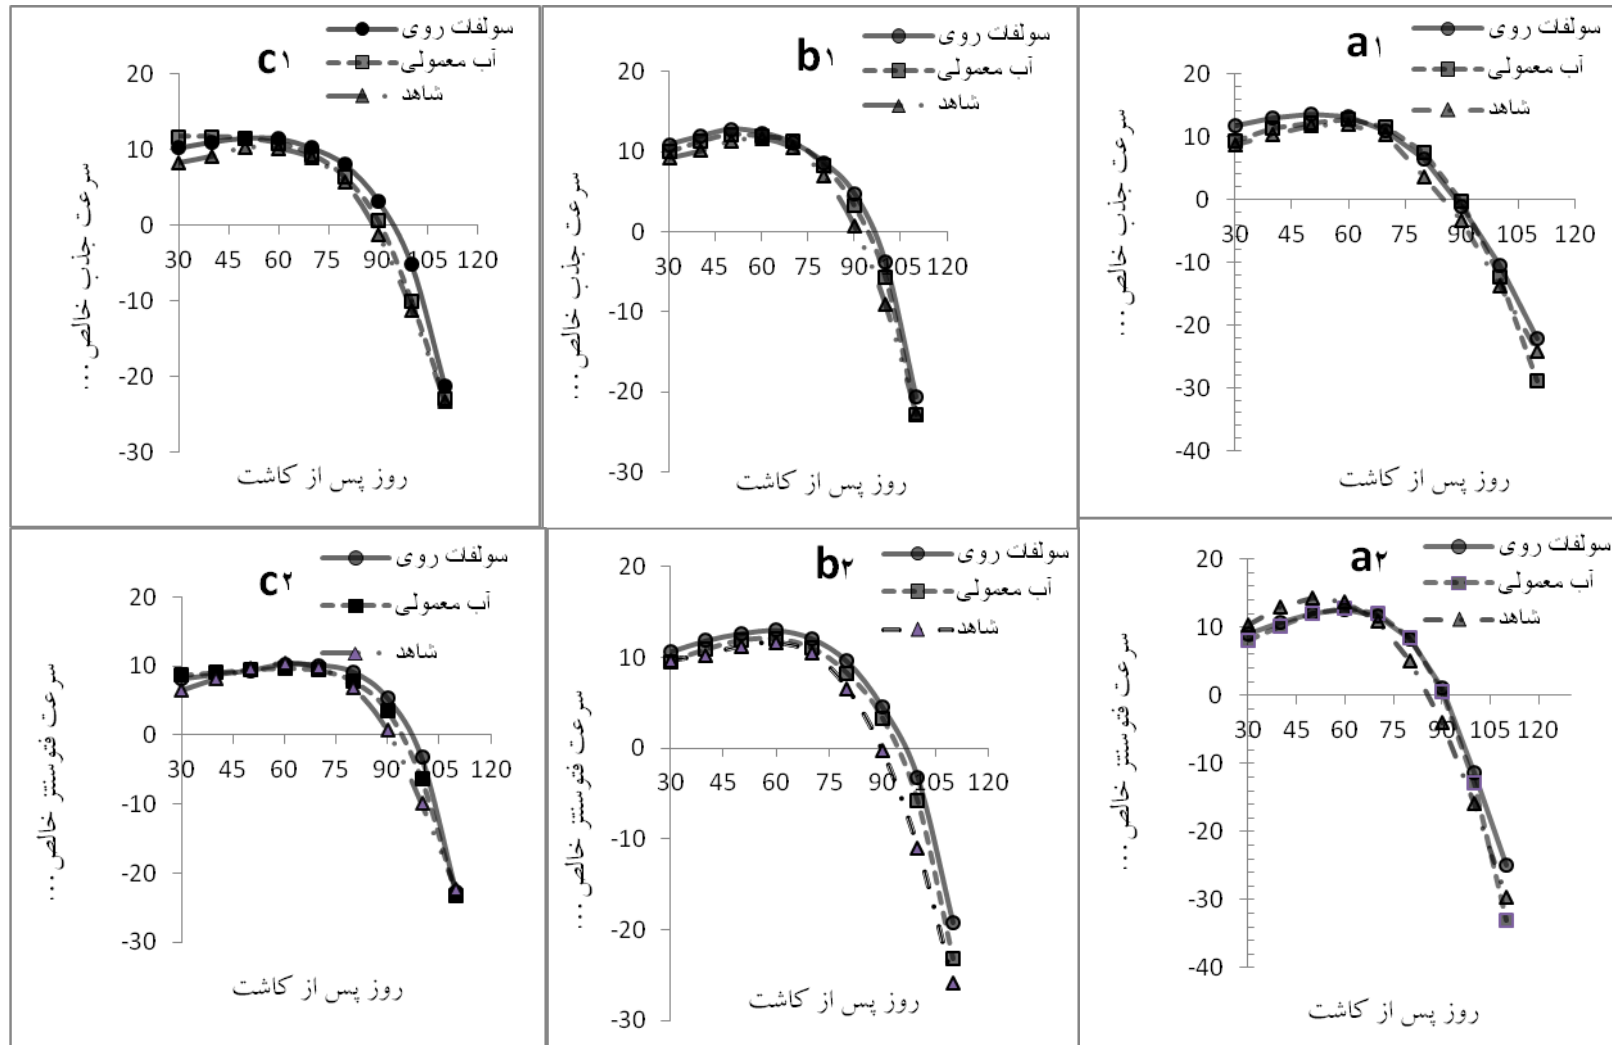 a۱
سولفات روی
آب معمولی
شاهد
سرعت جذب خالص...
20
10
0
-10
-20
-30
-40
30 45 60 75 90 105 120
روز پس از کاشت
b۱
سولفات روی
آب معمولی
شاهد
سرعت جذب خالص...
20
10
0
-10
-20
-30
30 45 60 75 90 105 120
روز پس از کاشت
c۱
سولفات روی
آب معمولی
شاهد
سرعت جذب خالص...
20
10
0
-10
-20
-30
30 45 60 75 90 105 120
روز پس از کاشت
a۲
سولفات روی
آب معمولی
شاهد
سرعت فتوسنتز خالص...
20
10
0
-10
-20
-30
-40
30 45 60 75 90 105 120
روز پس از کاشت
b۲
سولفات روی
آب معمولی
شاهد
سرعت فتوسنتز خالص...
20
10
0
-10
-20
-30
30 45 60 75 90 105 120
روز پس از کاشت
c۲
سولفات روی
آب معمولی
شاهد
سرعت فتوسنتز خالص...
20
10
0
-10
-20
-30
30 45 60 75 90 105 120
روز پس از کاشت